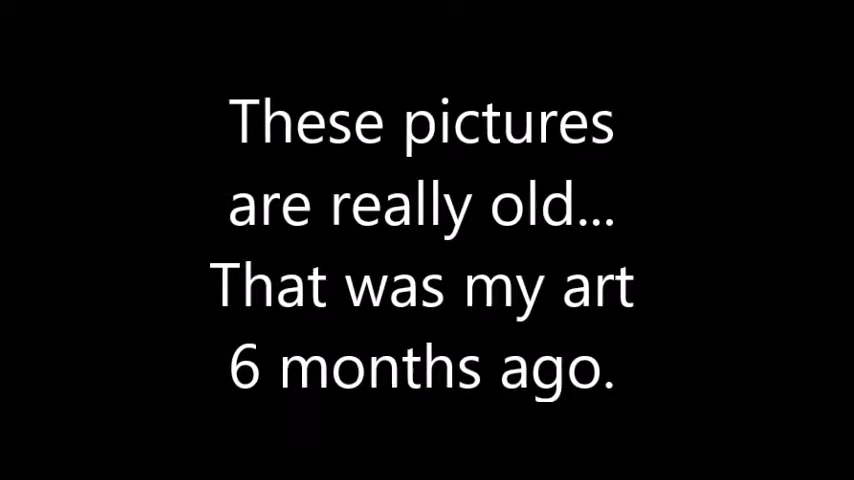 These pictures
are really old...
That was my art
6 months ago.